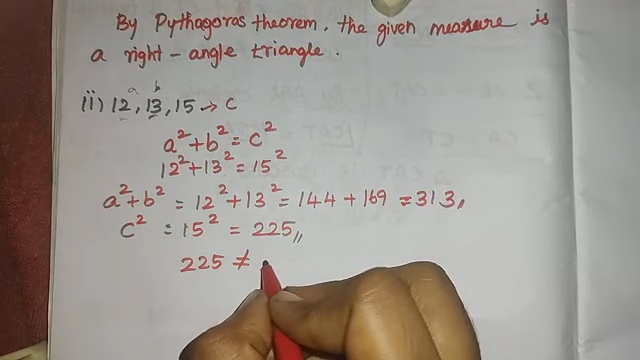 By Pythagoras theorem, the given measure is
a right-angle triangle.
a b
ii) 12, 13, 15 → c
a² + b² = c²
12² + 13² = 15²
a² + b² = 12² + 13² = 144 + 169 = 313,
c² = 15² = 225,,
225 ≠